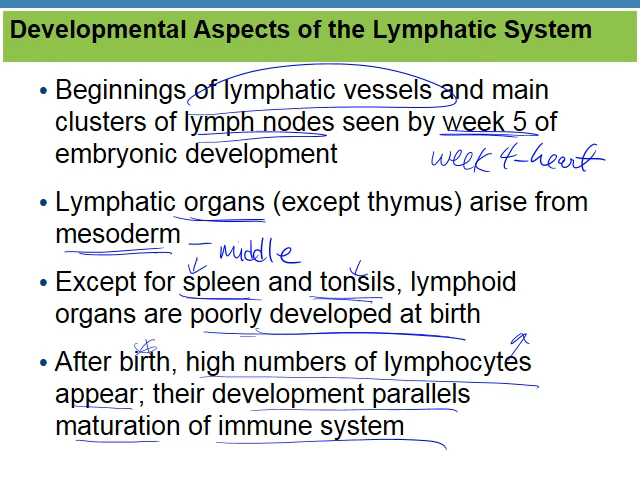 Developmental Aspects of the Lymphatic System
• Beginnings of lymphatic vessels and main
clusters of lymph nodes seen by week 5 of
embryonic development
week 4-heart
• Lymphatic organs (except thymus) arise from
mesoderm
- middle
• Except for spleen and tonsils, lymphoid
organs are poorly developed at birth
• After birth, high numbers of lymphocytes
appear; their development parallels
maturation of immune system